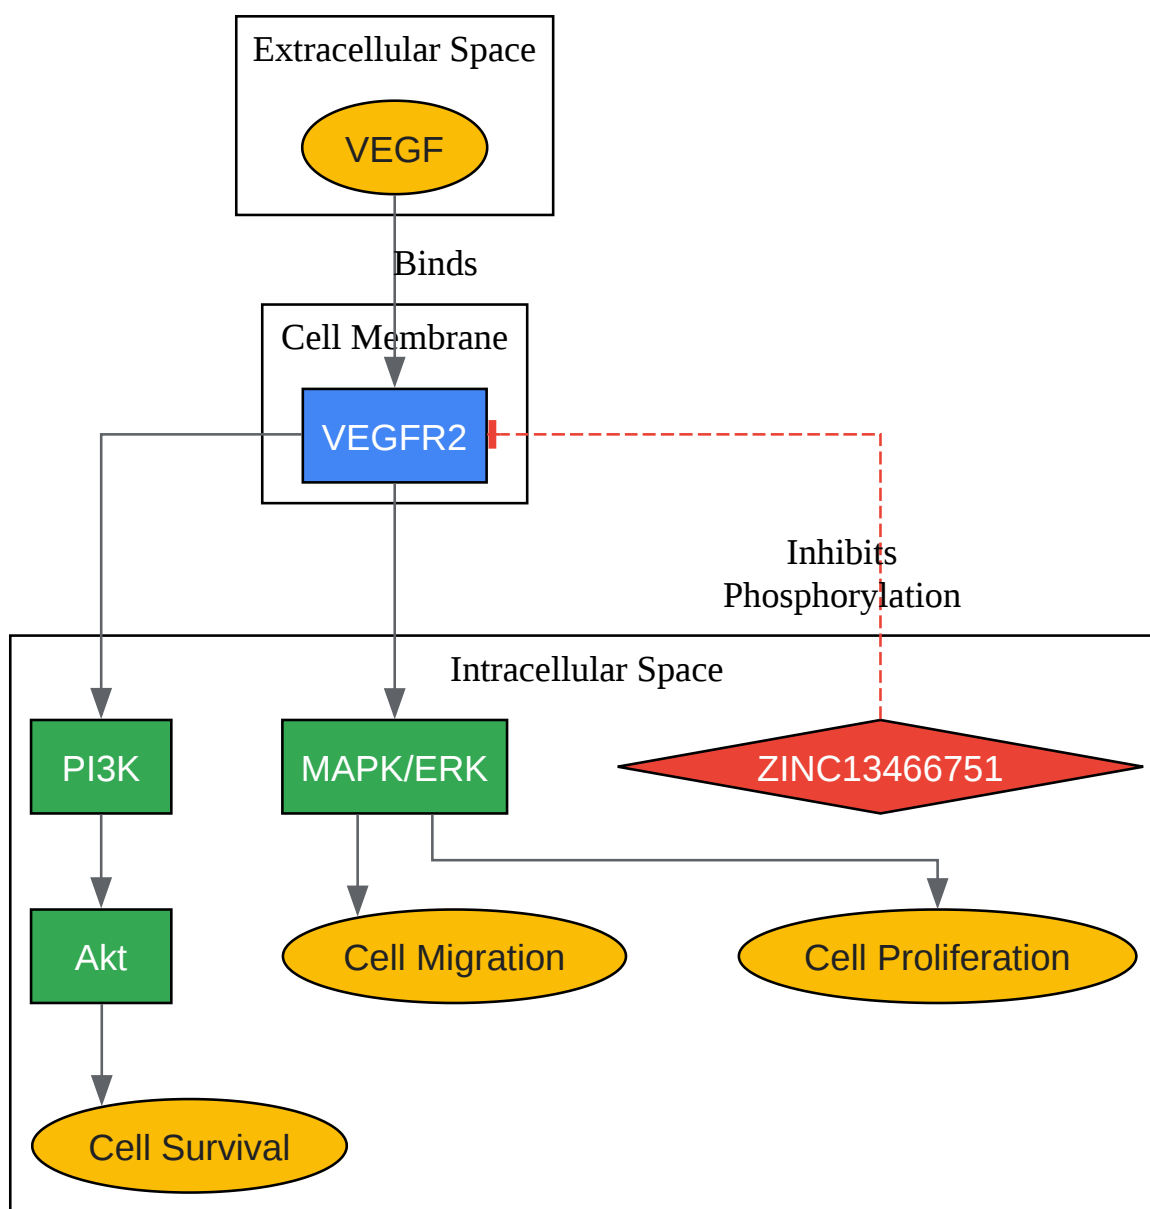 Extracellular Space
VEGF
Binds
Cell Membrane
VEGFR2
Inhibits
Phosphorylation
Intracellular Space
PI3K
MAPK/ERK
ZINC13466751
Akt
Cell Migration
Cell Proliferation
Cell Survival